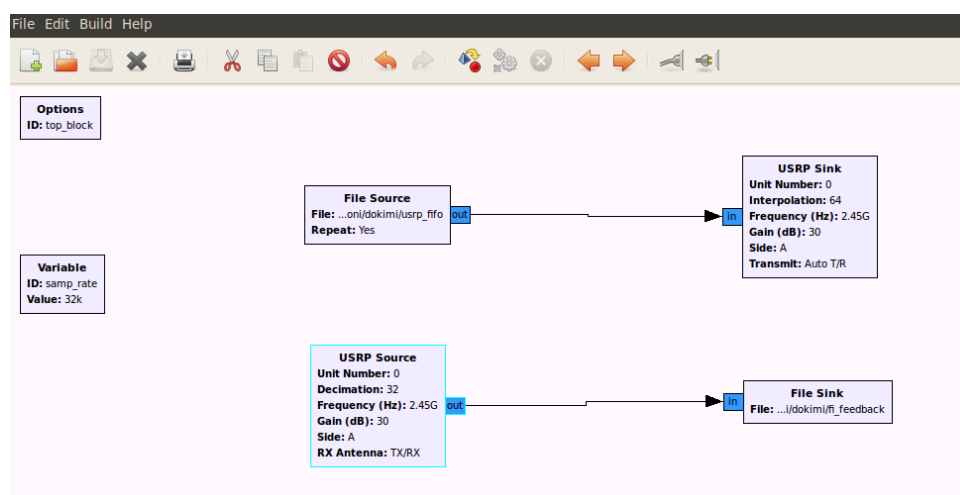 File Edit Build Help
Options
ID: top_block
Variable
ID: samp_rate
Value: 32k
File Source
File: ...oni/dokimi/usrp_fifo
Repeat: Yes
out
in
USRP Sink
Unit Number: 0
Interpolation: 64
Frequency (Hz): 2.45G
Gain (dB): 30
Side: A
Transmit: Auto T/R
USRP Source
Unit Number: 0
Decimation: 32
Frequency (Hz): 2.45G
Gain (dB): 30
Side: A
RX Antenna: TX/RX
out
in
File Sink
File: ...i/dokimi/fi_feedback